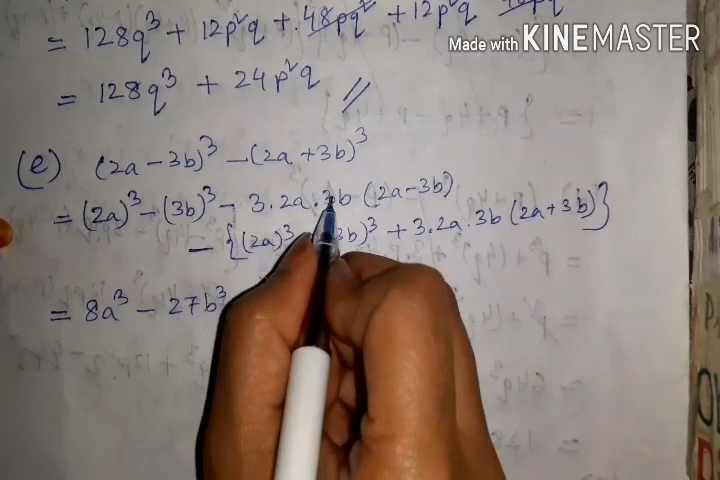 = 128q³ + 12p²q + 48pq² + 12p²q
Made with KINEMASTER
= 128q³ + 24p²q //
(e) (2a - 3b)³ - (2a + 3b)³
= (2a)³ - (3b)³ - 3 · 2a · 3b (2a - 3b)
- {(2a)³ 3b)³ + 3 · 2a · 3b (2a + 3b)}
= 8a³ - 27b³